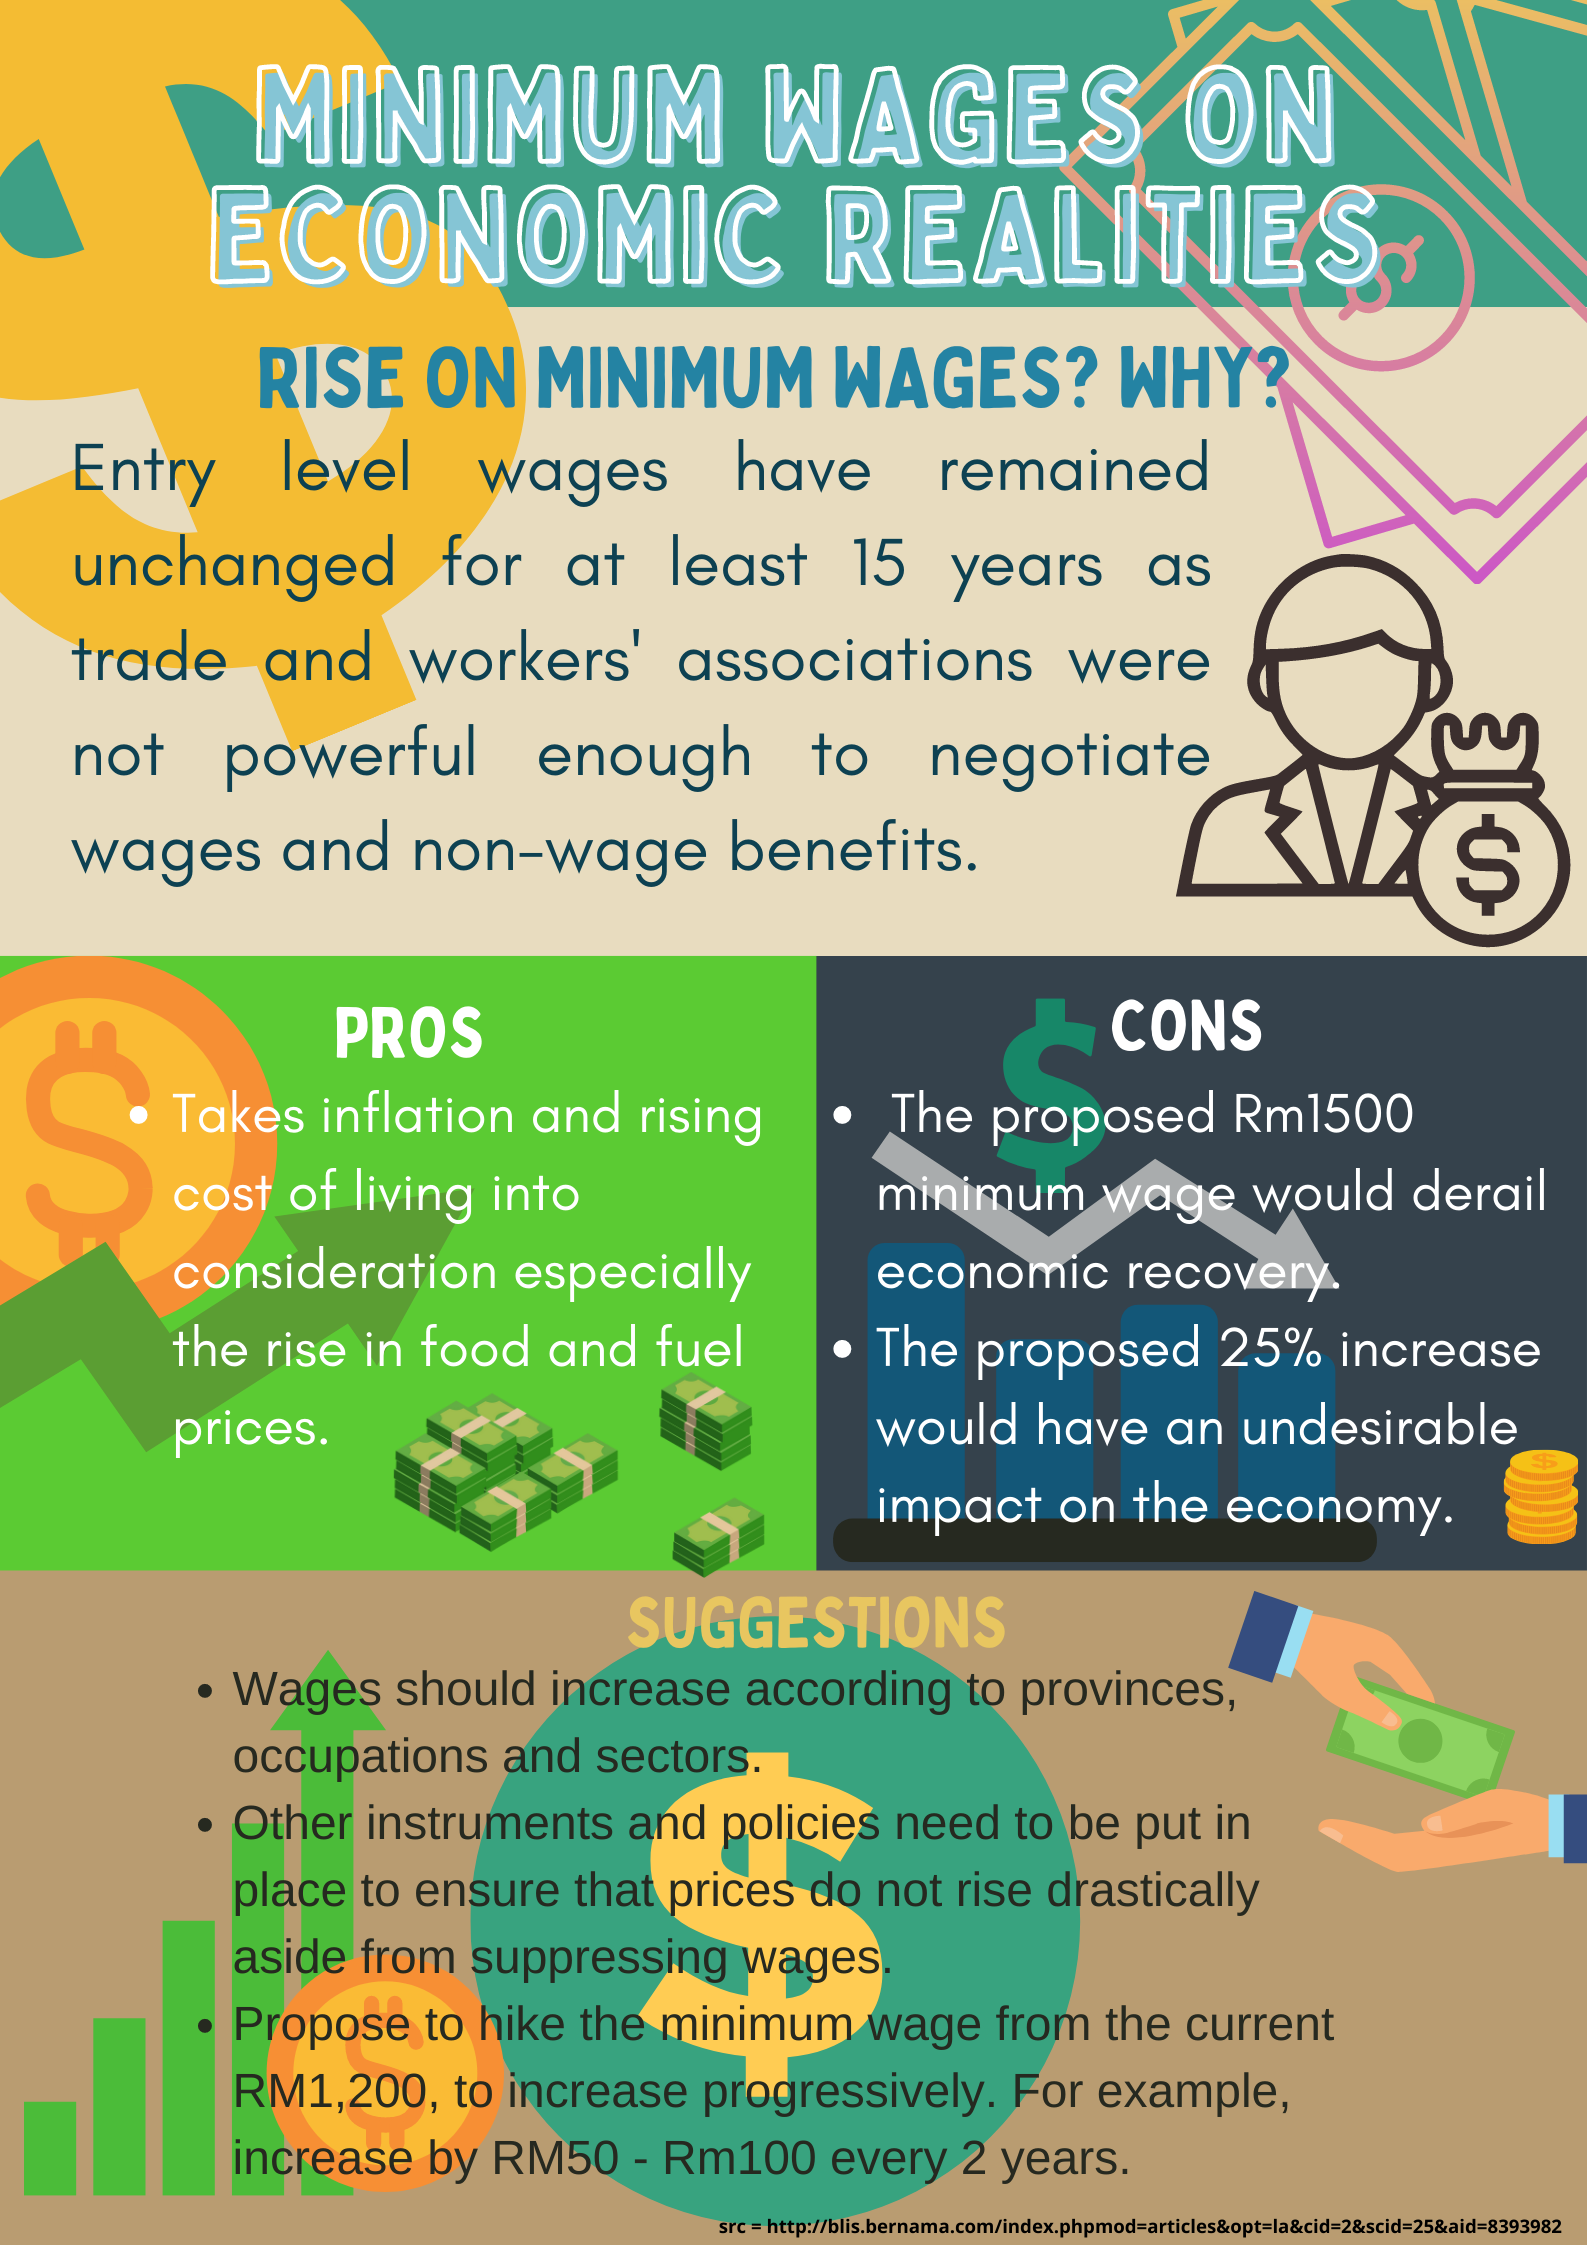 MINIMUM WAGES ON
ECONOMIC REALITIES
RISE ON MINIMUM WAGES? WHY?
Entry level wages have remained
unchanged for at least 15 years as
trade and workers' associations were
not powerful enough to negotiate
wages and non-wage benefits.
PROS
• Takes inflation and rising
cost of living into
consideration especially
the rise in food and fuel
prices.
CONS
• The proposed Rm1500
minimum wage would derail
economic recovery.
• The proposed 25% increase
would have an undesirable
impact on the economy.
SUGGESTIONS
• Wages should increase according to provinces,
occupations and sectors.
• Other instruments and policies need to be put in
place to ensure that prices do not rise drastically
aside from suppressing wages.
• Propose to hike the minimum wage from the current
RM1,200, to increase progressively. For example,
increase by RM50 - Rm100 every 2 years.
src = http://blis.bernama.com/index.phpmod=articles&opt=la&cid=2&scid=25&aid=8393982